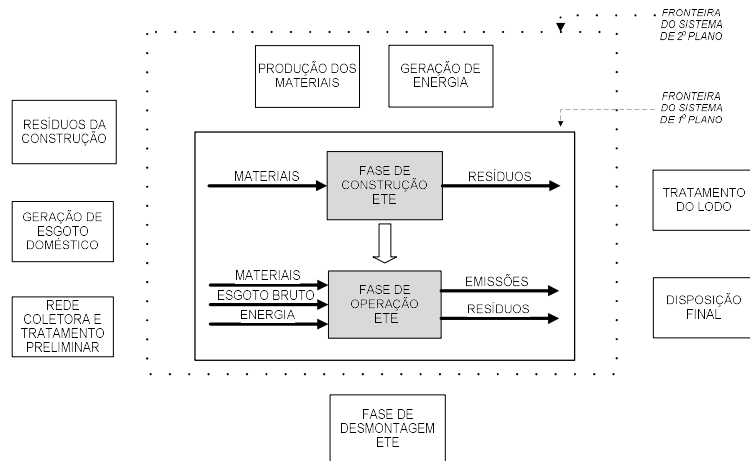 FRONTEIRA
DO SISTEMA
DE 2º PLANO
PRODUÇÃO DOS
MATERIAIS
GERAÇÃO DE
ENERGIA
FRONTEIRA
DO SISTEMA
DE 1º PLANO
RESÍDUOS DA
CONSTRUÇÃO
MATERIAIS
FASE DE
CONSTRUÇÃO
ETE
RESÍDUOS
GERAÇÃO DE
ESGOTO
DOMÉSTICO
TRATAMENTO
DO LODO
MATERIAIS
ESGOTO BRUTO
ENERGIA
FASE DE
OPERAÇÃO
ETE
EMISSÕES
RESÍDUOS
REDE
COLETORA E
TRATAMENTO
PRELIMINAR
DISPOSIÇÃO
FINAL
FASE DE
DESMONTAGEM
ETE